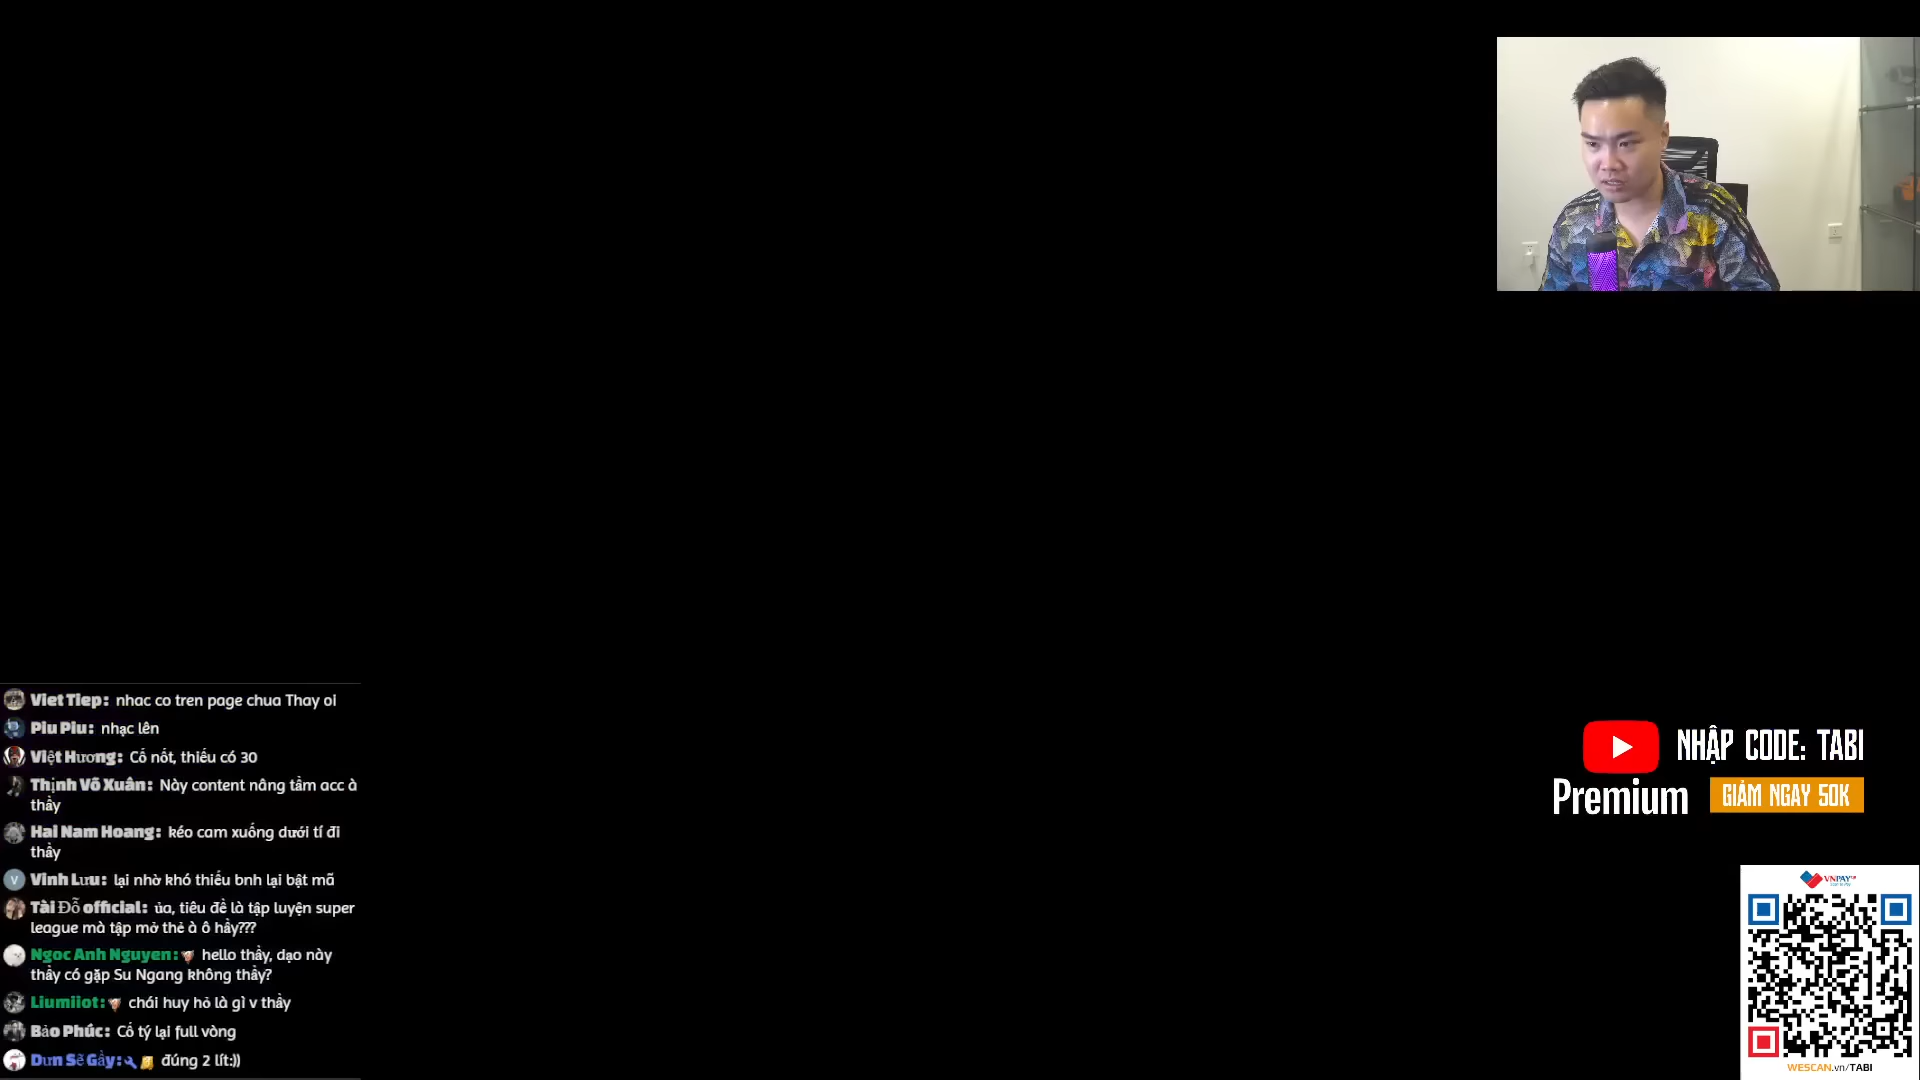 Viet Tiep: nhac co tren page chua Thay oi
Piu Piu: nhạc lên
Việt Hương: Cố nốt, thiếu có 30
Thịnh Võ Xuân: Này content nâng tầm acc à
thầy
Hai Nam Hoang: kéo cam xuống dưới tí đi
thầy
V
Vinh Lưu: lại nhờ khó thiếu bnh lại bật mã
Tài Đỗ official: ủa, tiêu đề là tập luyện super
league mà tập mở thẻ à ô hầy???
Ngoc Anh Nguyen: hello thầy, dạo này
thầy có gặp Su Ngang không thầy?
Liumiiot: chái huy hỏ là gì v thầy
Bảo Phúc: Cố tý lại full vòng
Dưn Sẽ Gầy: đúng 2 lít:))
NHẬP CODE: TABI
Premium GIẢM NGAY 50K
VNPAY
WESCAN.vn/TABI